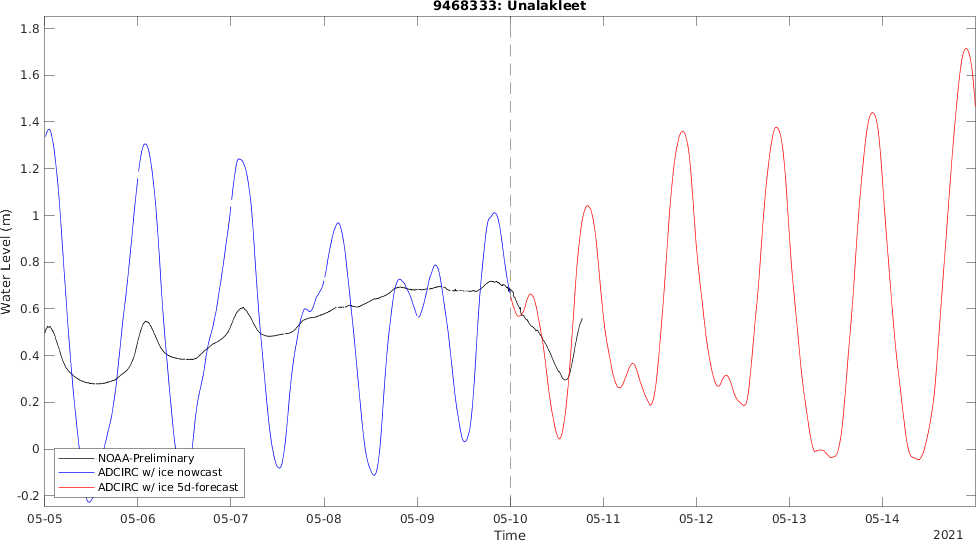 9468333: Unalakleet
Water Level (m)
1.8
1.6
1.4
1.2
1
0.8
0.6
0.4
0.2
0
-0.2
NOAA-Preliminary
ADCIRC w/ ice nowcast
ADCIRC w/ ice 5d-forecast
05-05 05-06 05-07 05-08 05-09 05-10 05-11 05-12 05-13 05-14
Time
2021